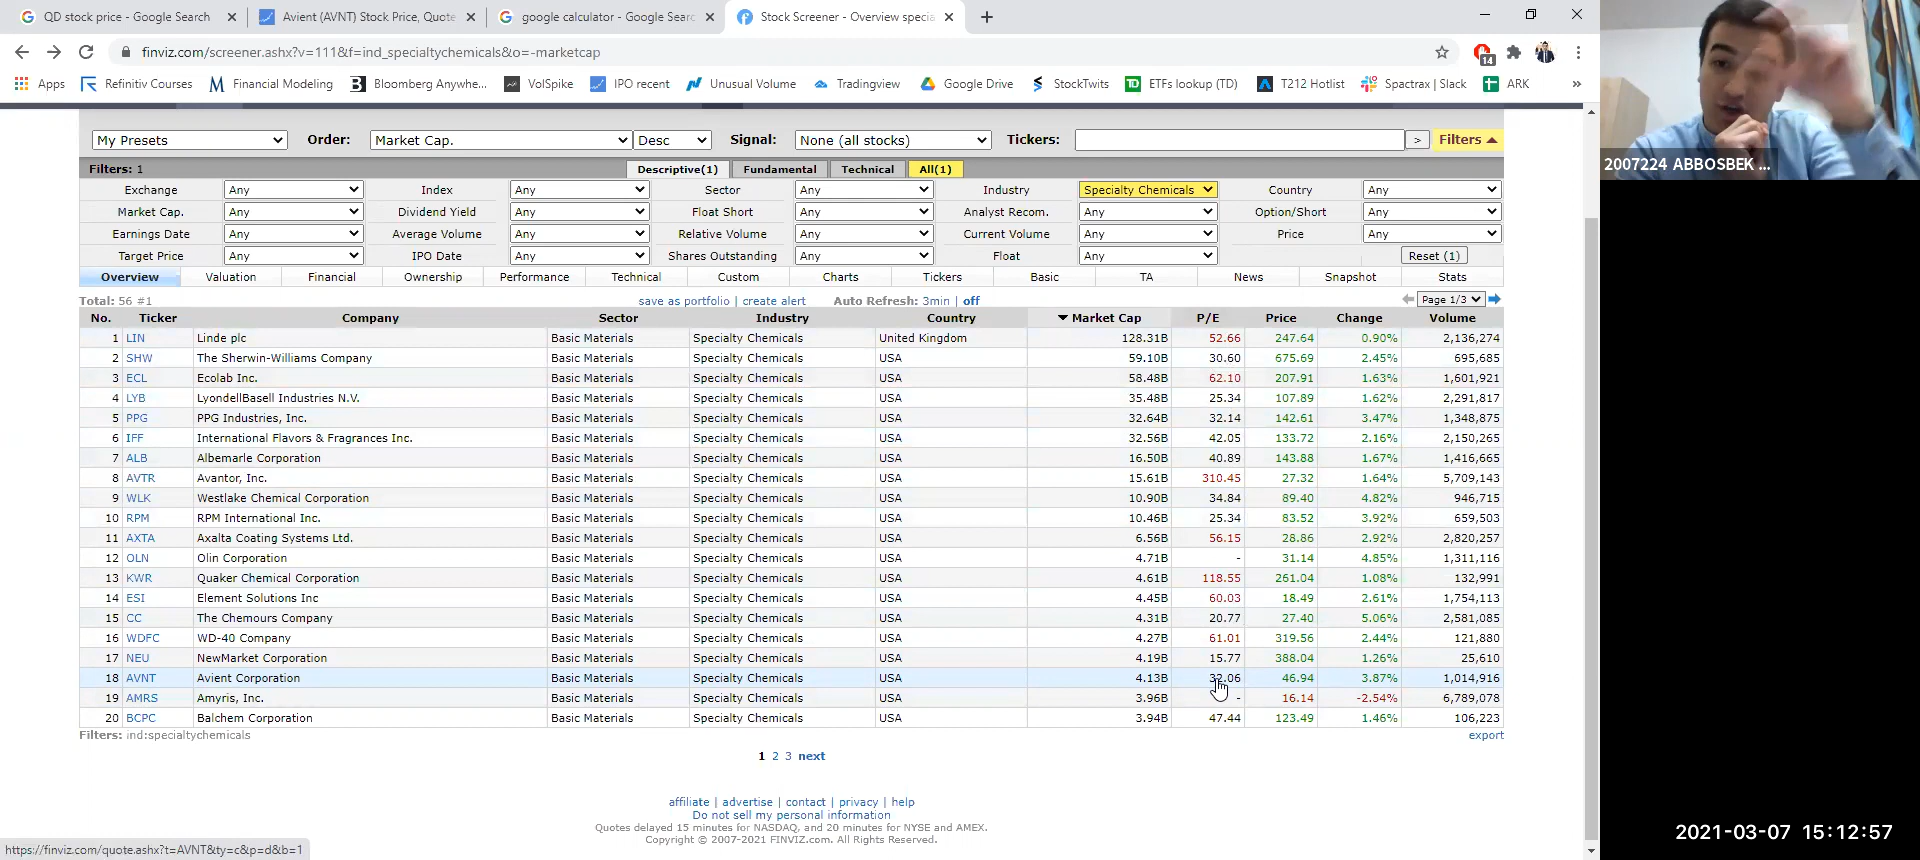 QD stock price - Google Search
Avient (AVNT) Stock Price, Quote
google calculator - Google Searc
Stock Screener - Overview specia
finviz.com/screener.ashx?v=111&f=ind_specialtychemicals&o=-marketcap
14
Apps Refinitiv Courses Financial Modeling Bloomberg Anywhe... VolSpike IPO recent Unusual Volume Tradingview Google Drive StockTwits ETFs lookup (TD) T212 Hotlist Spactrax | Slack ARK »
My Presets Order: Market Cap. Desc Signal: None (all stocks) Tickers: > Filters
Filters: 1 Descriptive(1) Fundamental Technical All(1)
Exchange Any Index Any Sector Any Industry Specialty Chemicals Country Any
Market Cap. Any Dividend Yield Any Float Short Any Analyst Recom. Any Option/Short Any
Earnings Date Any Average Volume Any Relative Volume Any Current Volume Any Price Any
Target Price Any IPO Date Any Shares Outstanding Any Float Any Reset (1)
Overview Valuation Financial Ownership Performance Technical Custom Charts Tickers Basic TA News Snapshot Stats
Total: 56 #1 save as portfolio | create alert Auto Refresh: 3min | off Page 1/3
No. Ticker Company Sector Industry Country Market Cap P/E Price Change Volume
1 LIN Linde plc Basic Materials Specialty Chemicals United Kingdom 128.31B 52.66 247.64 0.90% 2,136,274
2 SHW The Sherwin-Williams Company Basic Materials Specialty Chemicals USA 59.10B 30.60 675.69 2.45% 695,685
3 ECL Ecolab Inc. Basic Materials Specialty Chemicals USA 58.48B 62.10 207.91 1.63% 1,601,921
4 LYB LyondellBasell Industries N.V. Basic Materials Specialty Chemicals USA 35.48B 25.34 107.89 1.62% 2,291,817
5 PPG PPG Industries, Inc. Basic Materials Specialty Chemicals USA 32.64B 32.14 142.61 3.47% 1,348,875
6 IFF International Flavors & Fragrances Inc. Basic Materials Specialty Chemicals USA 32.56B 42.05 133.72 2.16% 2,150,265
7 ALB Albemarle Corporation Basic Materials Specialty Chemicals USA 16.50B 40.89 143.88 1.67% 1,416,665
8 AVTR Avantor, Inc. Basic Materials Specialty Chemicals USA 15.61B 310.45 27.32 1.64% 5,709,143
9 WLK Westlake Chemical Corporation Basic Materials Specialty Chemicals USA 10.90B 34.84 89.40 4.82% 946,715
10 RPM RPM International Inc. Basic Materials Specialty Chemicals USA 10.46B 25.34 83.52 3.92% 659,503
11 AXTA Axalta Coating Systems Ltd. Basic Materials Specialty Chemicals USA 6.56B 56.15 28.86 2.92% 2,820,257
12 OLN Olin Corporation Basic Materials Specialty Chemicals USA 4.71B - 31.14 4.85% 1,311,116
13 KWR Quaker Chemical Corporation Basic Materials Specialty Chemicals USA 4.61B 118.55 261.04 1.08% 132,991
14 ESI Element Solutions Inc Basic Materials Specialty Chemicals USA 4.45B 60.03 18.49 2.61% 1,754,113
15 CC The Chemours Company Basic Materials Specialty Chemicals USA 4.31B 20.77 27.40 5.06% 2,581,085
16 WDFC WD-40 Company Basic Materials Specialty Chemicals USA 4.27B 61.01 319.56 2.44% 121,880
17 NEU NewMarket Corporation Basic Materials Specialty Chemicals USA 4.19B 15.77 388.04 1.26% 25,610
18 AVNT Avient Corporation Basic Materials Specialty Chemicals USA 4.13B 32.06 46.94 3.87% 1,014,916
19 AMRS Amyris, Inc. Basic Materials Specialty Chemicals USA 3.96B - 16.14 -2.54% 6,789,078
20 BCPC Balchem Corporation Basic Materials Specialty Chemicals USA 3.94B 47.44 123.49 1.46% 106,223
Filters: ind:specialtychemicals export
1 2 3 next
affiliate | advertise | contact | privacy | help
Do not sell my personal information
Quotes delayed 15 minutes for NASDAQ, and 20 minutes for NYSE and AMEX.
Copyright © 2007-2021 FINVIZ.com. All Rights Reserved.
https://finviz.com/quote.ashx?t=AVNT&ty=c&p=d&b=1
2007224 ABBOSBEK ...
2021-03-07 15:12:57